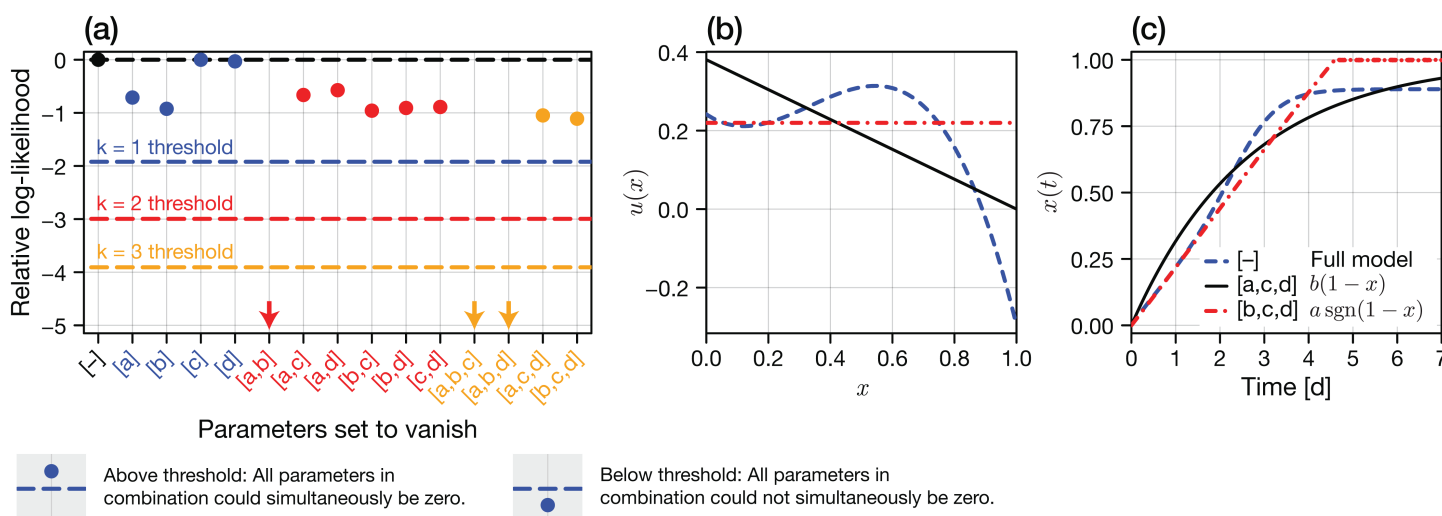 (a)
Relative log-likelihood
0
−1
−2
−3
−4
−5
k = 1 threshold
k = 2 threshold
k = 3 threshold
[–]
[a]
[b]
[c]
[d]
[a,b]
[a,c]
[a,d]
[b,c]
[b,d]
[c,d]
[a,b,c]
[a,b,d]
[a,c,d]
[b,c,d]
Parameters set to vanish
(b)
u(x)
0.4
0.2
0.0
−0.2
0.0 0.2 0.4 0.6 0.8 1.0
x
(c)
x(t)
1.00
0.75
0.50
0.25
0.00
[–] Full model
[a,c,d] b(1 − x)
[b,c,d] a sgn(1 − x)
0 1 2 3 4 5 6 7
Time [d]
Above threshold: All parameters in
combination could simultaneously be zero.
Below threshold: All parameters in
combination could not simultaneously be zero.